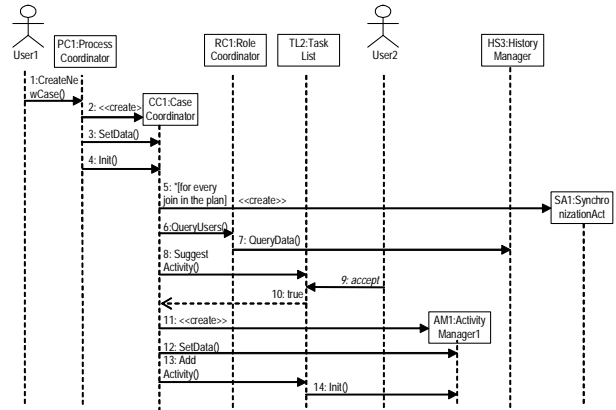 User1
PC1:Process
Coordinator
RC1:Role
Coordinator
TL2:Task
List
User2
HS3:History
Manager
1:CreateNe
wCase()
2: <<create>
CC1:Case
Coordinator
3: SetData()
4: Init()
5: *[for every
join in the plan]
<<create>>
SA1:Synchro
nizationAct
6:QueryUsers()
7: QueryData()
8: Suggest
Activity()
9: accept
10: true
11: <<create>>
AM1:Activity
Manager1
12: SetData()
13: Add
Activity()
14: Init()